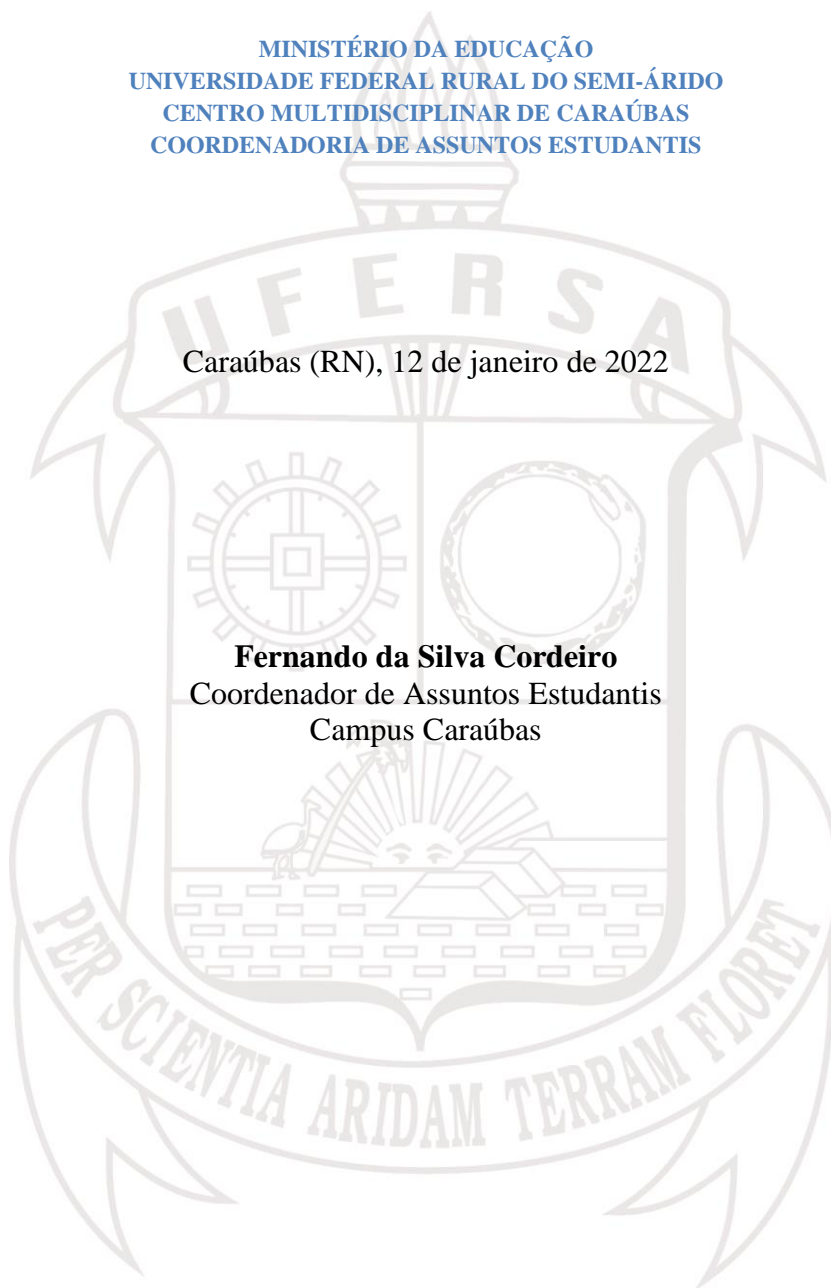 MINISTÉRIO DA EDUCAÇÃO
UNIVERSIDADE FEDERAL RURAL DO SEMI-ÁRIDO
CENTRO MULTIDISCIPLINAR DE CARAÚBAS
COORDENADORIA DE ASSUNTOS ESTUDANTIS
UFERSA
Caraúbas (RN), 12 de janeiro de 2022
Fernando da Silva Cordeiro
Coordenador de Assuntos Estudantis
Campus Caraúbas
PER SCIENTIA ARIDAM TERRAM FLORET